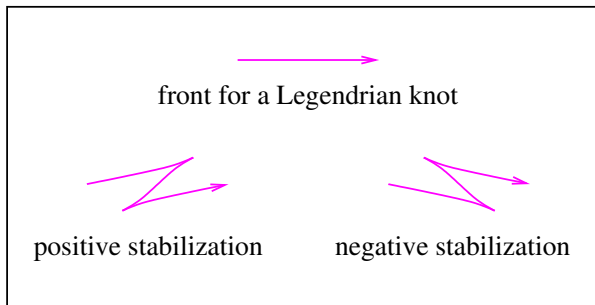 front for a Legendrian knot
positive stabilization
negative stabilization